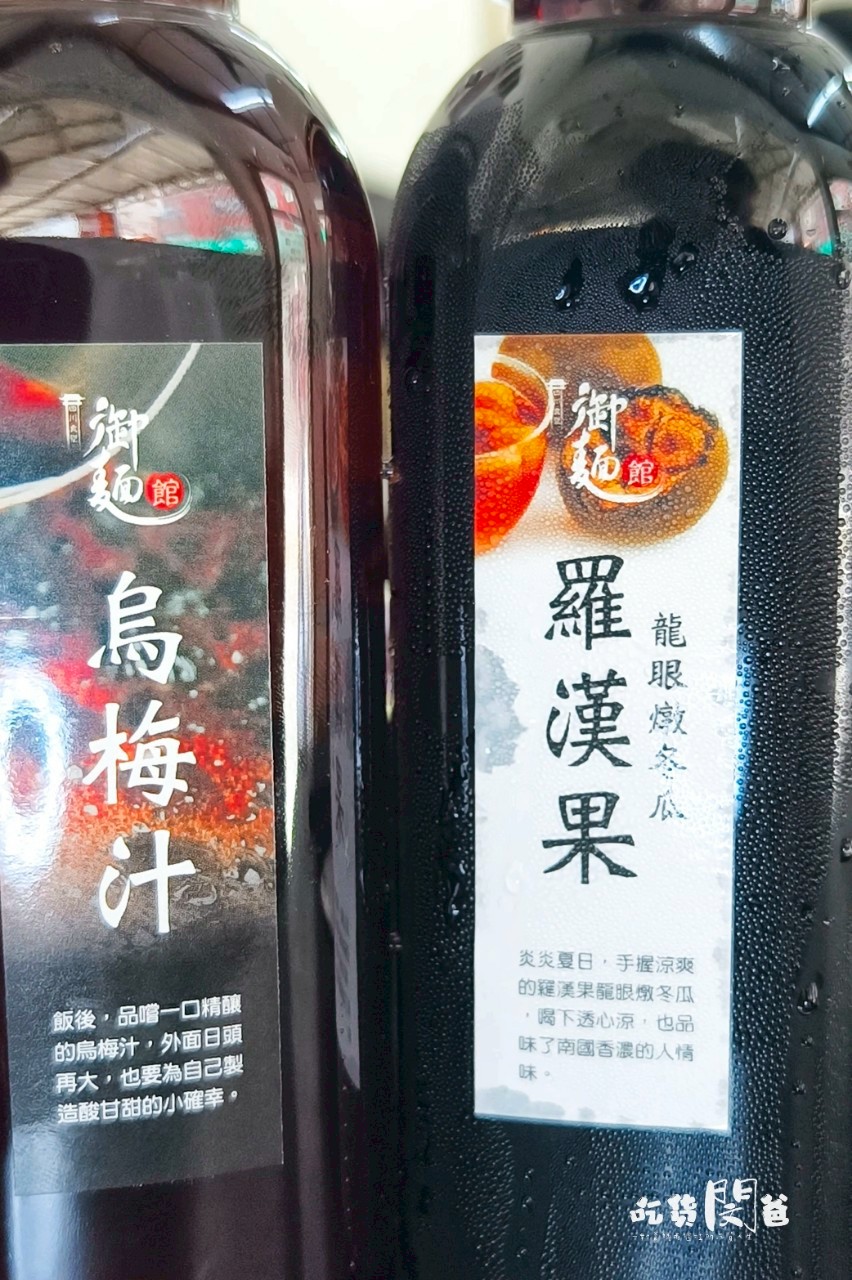 御麵館
烏梅汁
飯後，品嚐一口精釀
的烏梅汁，外面日頭
再大，也要為自己製
造酸甘甜的小確幸。
御麵館
羅漢果
龍眼燉冬瓜
炎炎夏日，手握涼爽
的羅漢果龍眼燉冬瓜
，喝下透心涼，也品
味了南國香濃的人情
味。
吃货閔爸